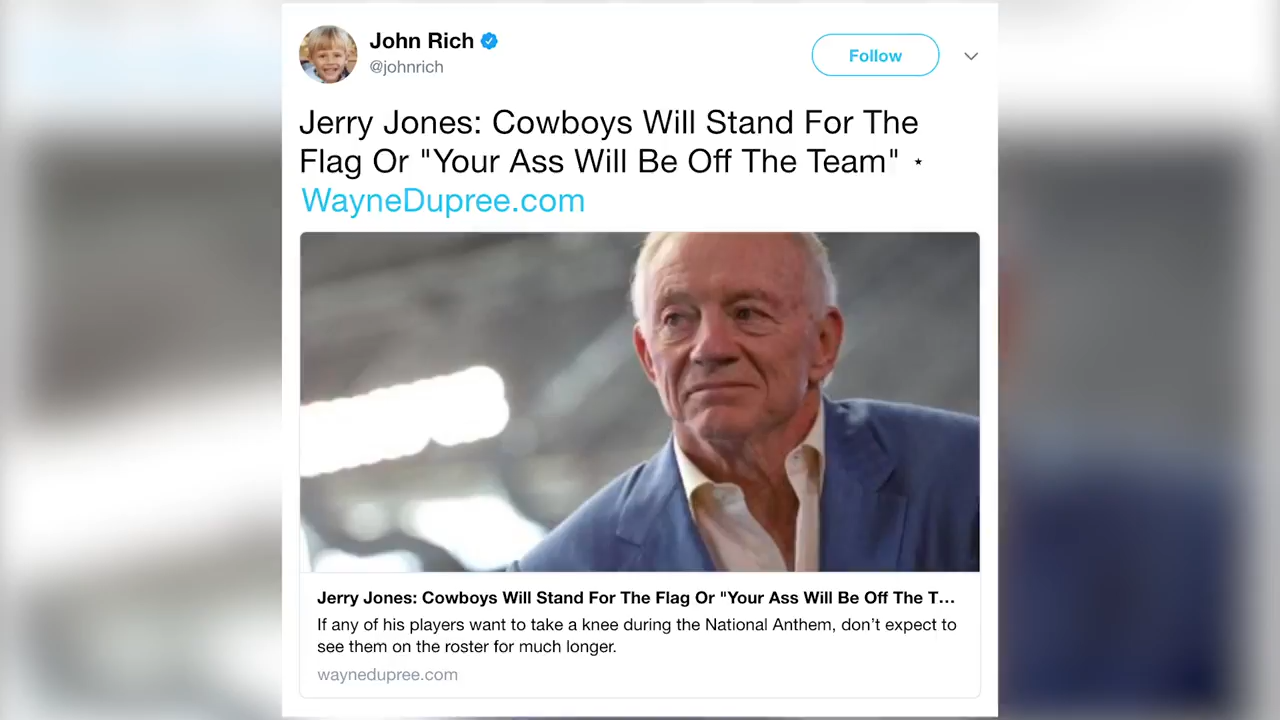 John Rich
@johnrich
Follow
Jerry Jones: Cowboys Will Stand For The
Flag Or "Your Ass Will Be Off The Team" ⋆
WayneDupree.com
Jerry Jones: Cowboys Will Stand For The Flag Or "Your Ass Will Be Off The T…
If any of his players want to take a knee during the National Anthem, don’t expect to
see them on the roster for much longer.
waynedupree.com